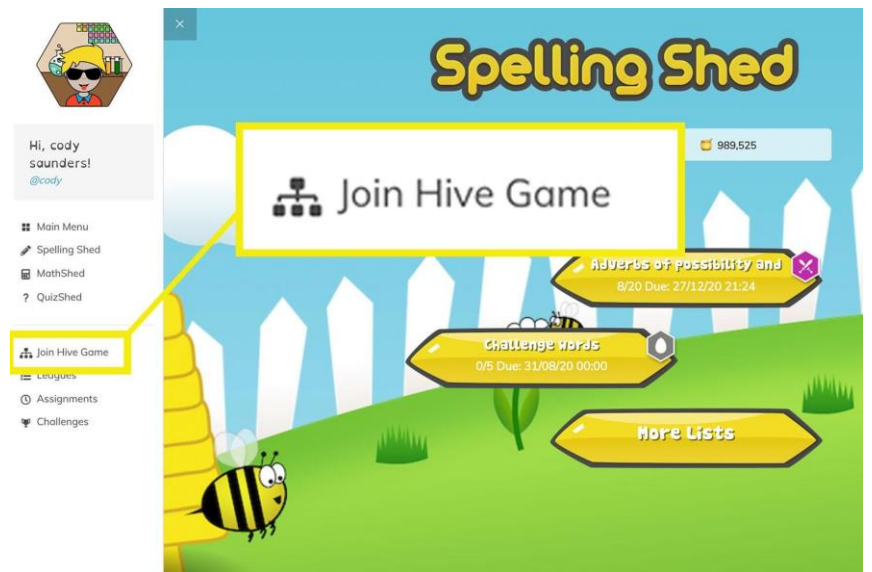 Hi, cody
saunders!
@cody
Main Menu
Spelling Shed
MathShed
? QuizShed
Join Hive Game
Leagues
Assignments
Challenges
×
Spelling Shed
989,525
Join Hive Game
Adverbs of possibility and
8/20 Due: 27/12/20 21:24
Challenge words
0/5 Due: 31/08/20 00:00
More Lists